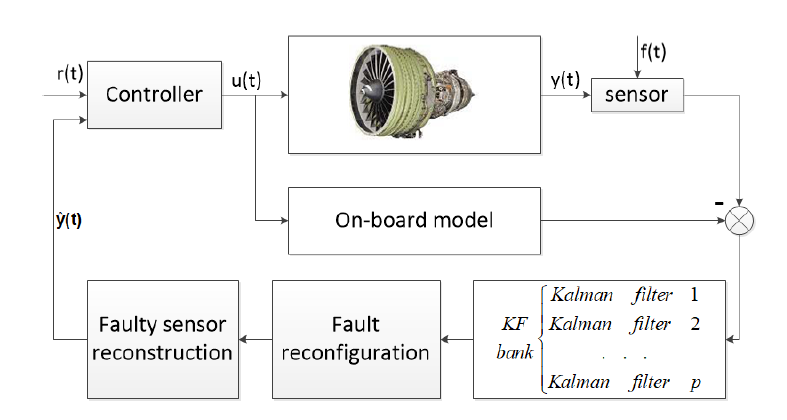 r(t)
Controller
u(t)
y(t)
f(t)
sensor
-
On-board model
ŷ(t)
Faulty sensor
reconstruction
Fault
reconfiguration
KF
bank
Kalman filter 1
Kalman filter 2
. . .
Kalman filter p